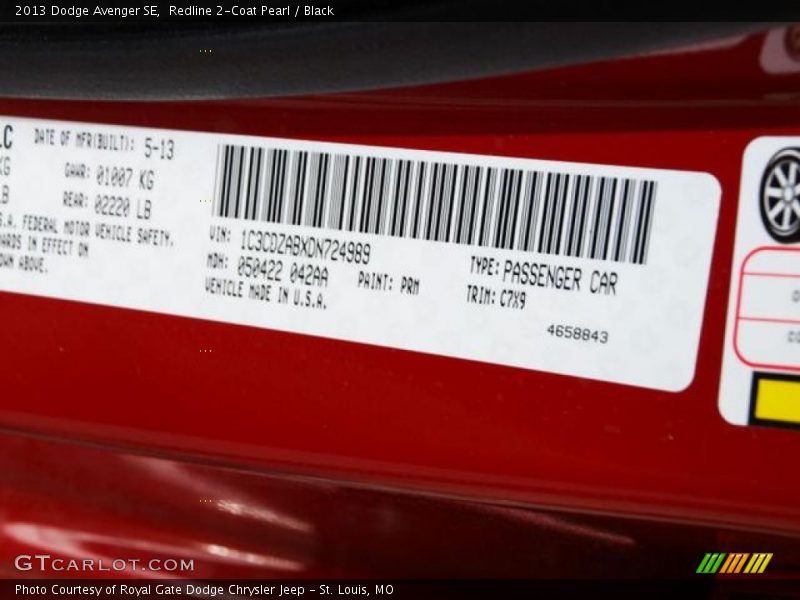 2013 Dodge Avenger SE,  Redline 2-Coat Pearl / Black
LC
DATE OF MFR(BUILT): 5-13
KG
GAWR: 01007 KG
LB
REAR: 02220 LB
S.A. FEDERAL MOTOR VEHICLE SAFETY,
ARDS IN EFFECT ON
OWN ABOVE.
VIN: 1C3CDZABXDN724989
MDH: 050422 042AA
PAINT: PRM
VEHICLE MADE IN U.S.A.
TYPE: PASSENGER CAR
TRIM: C7X9
4658843
GTCARLOT.COM
Photo Courtesy of Royal Gate Dodge Chrysler Jeep - St. Louis, MO